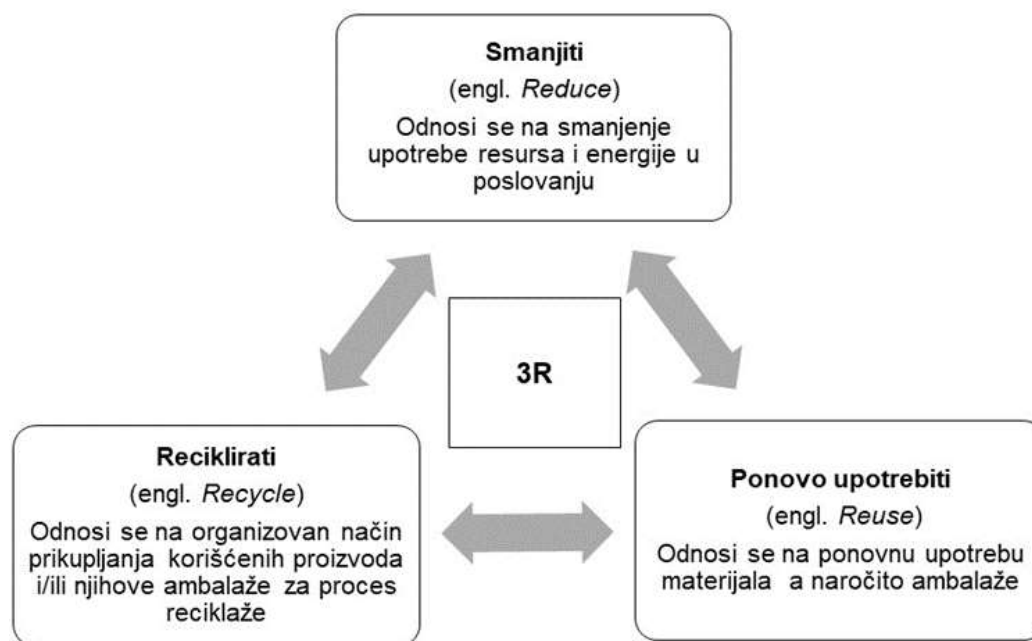 Smanjiti
(engl. Reduce)
Odnosi se na smanjenje
upotrebe resursa i energije u
poslovanju
3R
Reciklirati
(engl. Recycle)
Odnosi se na organizovan način
prikupljanja korišćenih proizvoda
i/ili njihove ambalaže za proces
reciklaže
Ponovo upotrebiti
(engl. Reuse)
Odnosi se na ponovnu upotrebu
materijala a naročito ambalaže